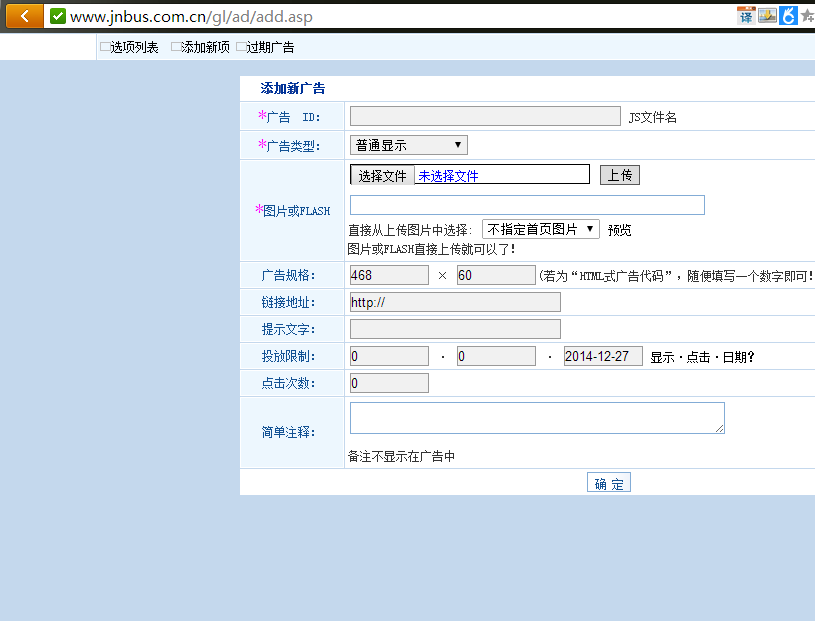 www.jnbus.com.cn/gl/ad/add.asp
译
选项列表 添加新项 过期广告
添加新广告
*广告 ID: JS文件名
*广告类型: 普通显示
选择文件 未选择文件 上传
*图片或FLASH
直接从上传图片中选择: 不指定首页图片 预览
图片或FLASH直接上传就可以了!
广告规格: 468 × 60 (若为“HTML式广告代码”,随便填写一个数字即可!
链接地址: http://
提示文字:
投放限制: 0 · 0 · 2014-12-27 显示·点击·日期?
点击次数: 0
简单注释:
备注不显示在广告中
确 定